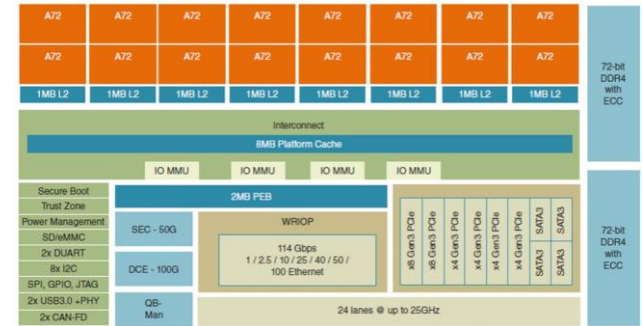 A72 A72 A72 A72 A72 A72 A72 A72
A72 A72 A72 A72 A72 A72 A72 A72
1MB L2 1MB L2 1MB L2 1MB L2 1MB L2 1MB L2 1MB L2 1MB L2
72-bit
DDR4
with
ECC
Interconnect
8MB Platform Cache
IO MMU IO MMU IO MMU IO MMU
Secure Boot
Trust Zone
Power Management
SD/eMMC
2x DUART
8x I2C
SPI, GPIO, JTAG
2x USB3.0 +PHY
2x CAN-FD
2MB PEB
SEC - 50G
DCE - 100G
QB-
Man
WRIOP
114 Gbps
1 / 2.5 / 10 / 25 / 40 / 50 /
100 Ethernet
x8 Gen3 PCIe
x8 Gen3 PCIe
x4 Gen3 PCIe
x4 Gen3 PCIe
x4 Gen3 PCIe
x4 Gen3 PCIe
SATA3 SATA3
SATA3 SATA3
24 lanes @ up to 25GHz
72-bit
DDR4
with
ECC